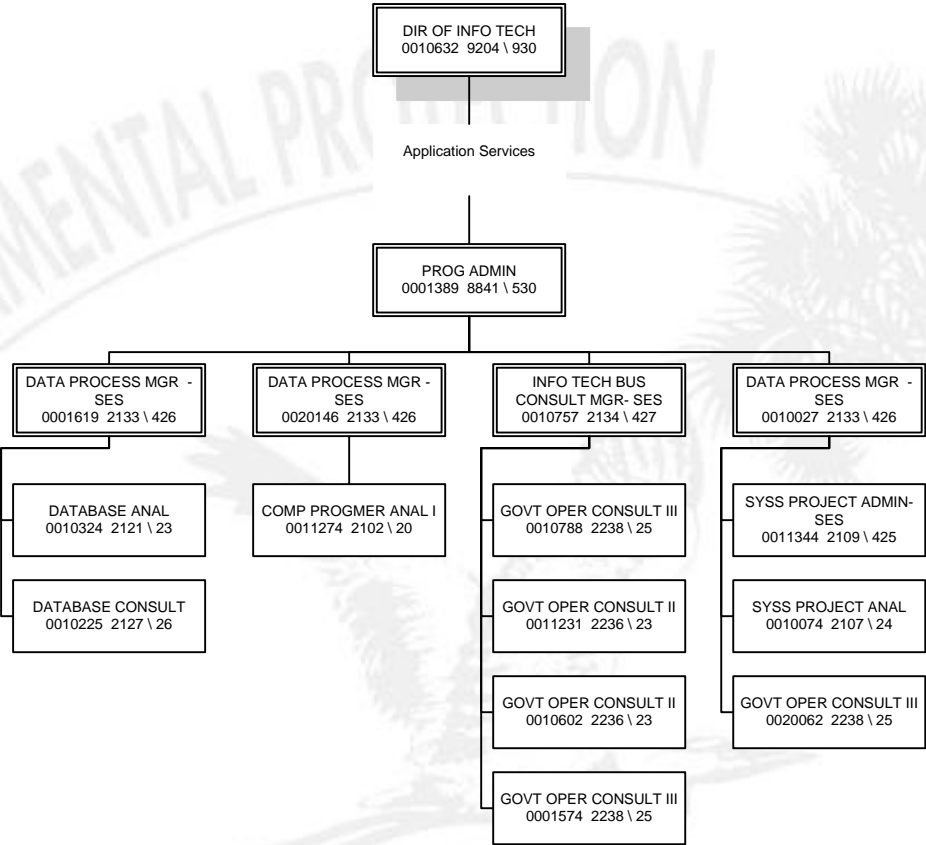 DIR OF INFO TECH
0010632 9204 \ 930
Application Services
PROG ADMIN
0001389 8841 \ 530
DATA PROCESS MGR -
SES
0001619 2133 \ 426
DATA PROCESS MGR -
SES
0020146 2133 \ 426
INFO TECH BUS
CONSULT MGR- SES
0010757 2134 \ 427
DATA PROCESS MGR -
SES
0010027 2133 \ 426
DATABASE ANAL
0010324 2121 \ 23
DATABASE CONSULT
0010225 2127 \ 26
COMP PROGMER ANAL I
0011274 2102 \ 20
GOVT OPER CONSULT III
0010788 2238 \ 25
GOVT OPER CONSULT II
0011231 2236 \ 23
GOVT OPER CONSULT II
0010602 2236 \ 23
GOVT OPER CONSULT III
0001574 2238 \ 25
SYSS PROJECT ADMIN-
SES
0011344 2109 \ 425
SYSS PROJECT ANAL
0010074 2107 \ 24
GOVT OPER CONSULT III
0020062 2238 \ 25